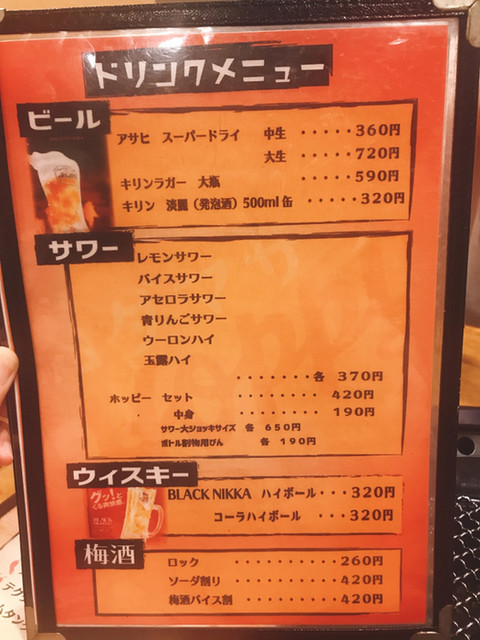 ドリンクメニュー
ビール
アサヒ スーパードライ 中生 ・・・・・360円
大生 ・・・・・720円
キリンラガー 大瓶 ・・・・・590円
キリン 淡麗（発泡酒）500ml缶 ・・・・・320円
サワー
レモンサワー
バイスサワー
アセロラサワー
青りんごサワー
ウーロンハイ
玉露ハイ
・・・・・・・各 370円
ホッピー セット ・・・・・・・・420円
・ 中身 ・・・・・・・・190円
サワー大ジョッキサイズ 各 650円
ボトル割物用びん 各 190円
ウィスキー
グッ!と
BLACK NIKKA ハイボール・・・320円
コーラハイボール ・・・320円
梅酒
ロック ・・・・・・・・・・260円
ソーダ割り ・・・・・・・・420円
梅酒バイス割 ・・・・・・・420円